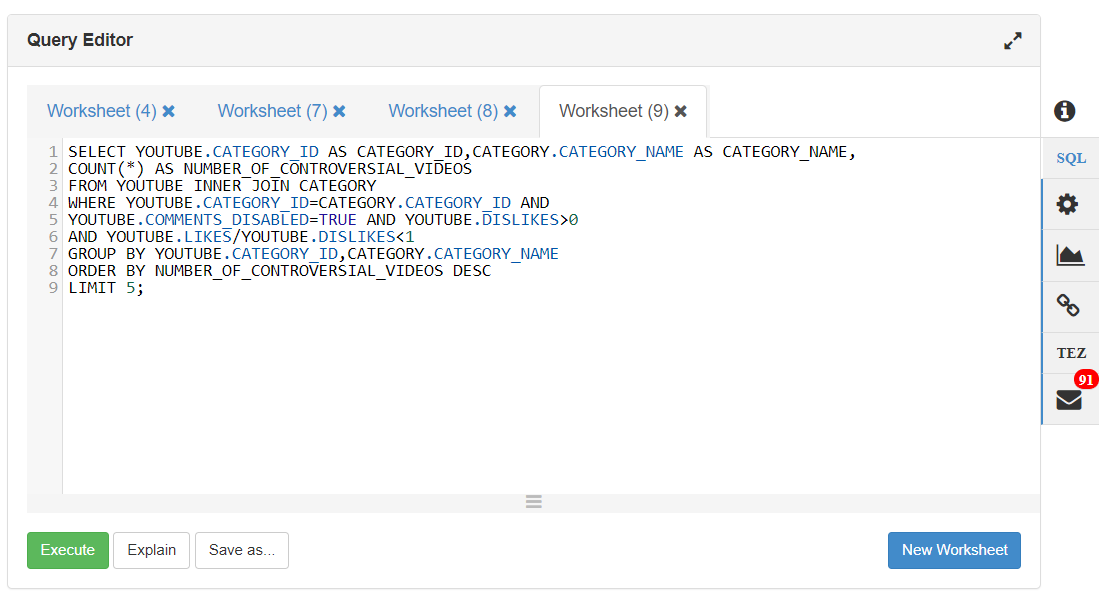 Query Editor
Worksheet (4) ✖ Worksheet (7) ✖ Worksheet (8) ✖ Worksheet (9) ✖
1 SELECT YOUTUBE.CATEGORY_ID AS CATEGORY_ID,CATEGORY.CATEGORY_NAME AS CATEGORY_NAME,
2 COUNT(*) AS NUMBER_OF_CONTROVERSIAL_VIDEOS
3 FROM YOUTUBE INNER JOIN CATEGORY
4 WHERE YOUTUBE.CATEGORY_ID=CATEGORY.CATEGORY_ID AND
5 YOUTUBE.COMMENTS_DISABLED=TRUE AND YOUTUBE.DISLIKES>0
6 AND YOUTUBE.LIKES/YOUTUBE.DISLIKES<1
7 GROUP BY YOUTUBE.CATEGORY_ID,CATEGORY.CATEGORY_NAME
8 ORDER BY NUMBER_OF_CONTROVERSIAL_VIDEOS DESC
9 LIMIT 5;
SQL
TEZ
91
Execute Explain Save as... New Worksheet